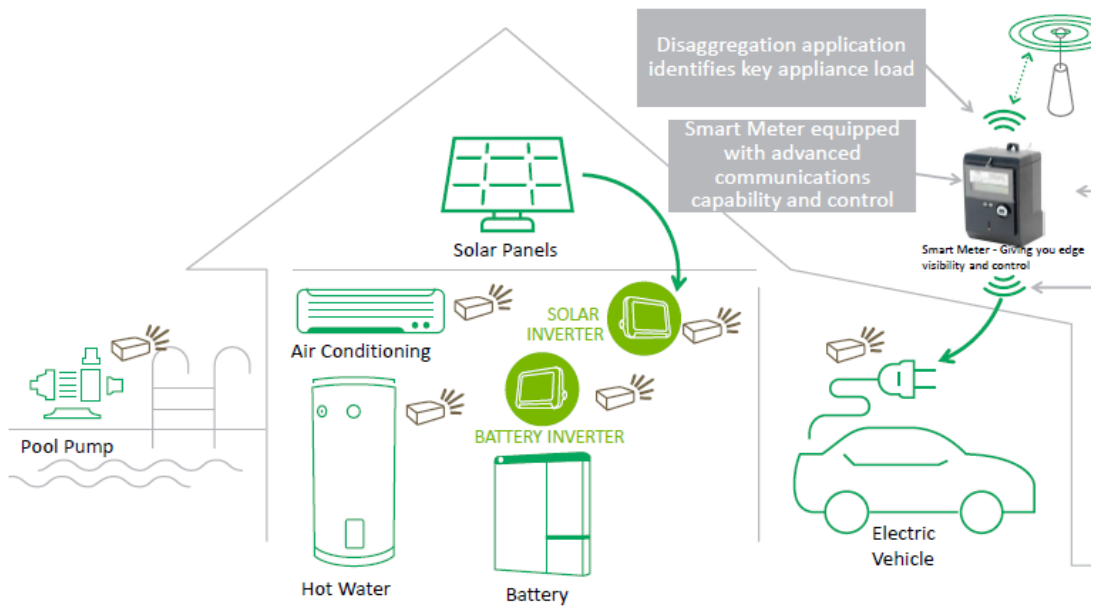 Disaggregation application
identifies key appliance load
Smart Meter equipped
with advanced
communications
capability and control
Smart Meter - Giving you edge
visibility and control
Solar Panels
SOLAR
INVERTER
Air Conditioning
BATTERY INVERTER
Pool Pump
Hot Water
Battery
Electric
Vehicle